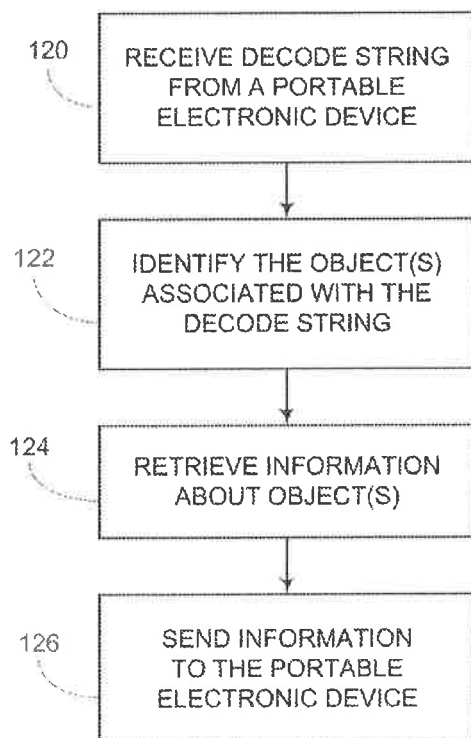 120
RECEIVE DECODE STRING
FROM A PORTABLE
ELECTRONIC DEVICE
122
IDENTIFY THE OBJECT(S)
ASSOCIATED WITH THE
DECODE STRING
124
RETRIEVE INFORMATION
ABOUT OBJECT(S)
126
SEND INFORMATION
TO THE PORTABLE
ELECTRONIC DEVICE